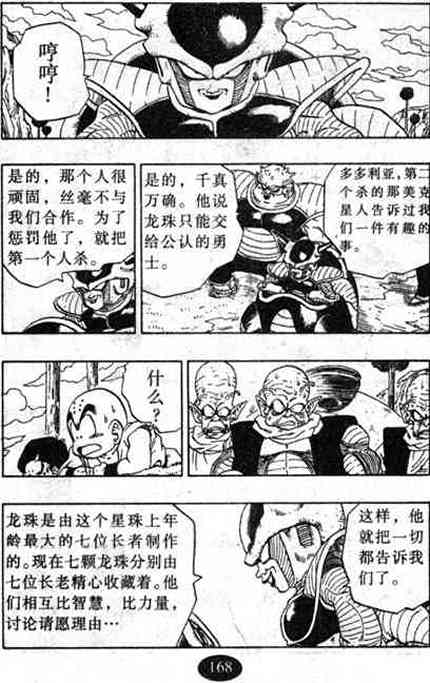 哼哼！
多多利亚，第二
个杀的那美克
星人告诉过我
们一件有趣的
事。
是的，千真
万确。他说
龙珠只能交
给公认的勇
士。
是的，那个人很
顽固，丝毫不与
我们合作。为了
惩罚他了，就把
第一个人杀。
什么？
这样，他
就把一切
都告诉我
们了。
龙珠是由这个星珠上年
龄最大的七位长者制作
的。现在七颗龙珠分别由
七位长老精心收藏着。他
们相互比智慧，比力量，
讨论请愿理由…
168